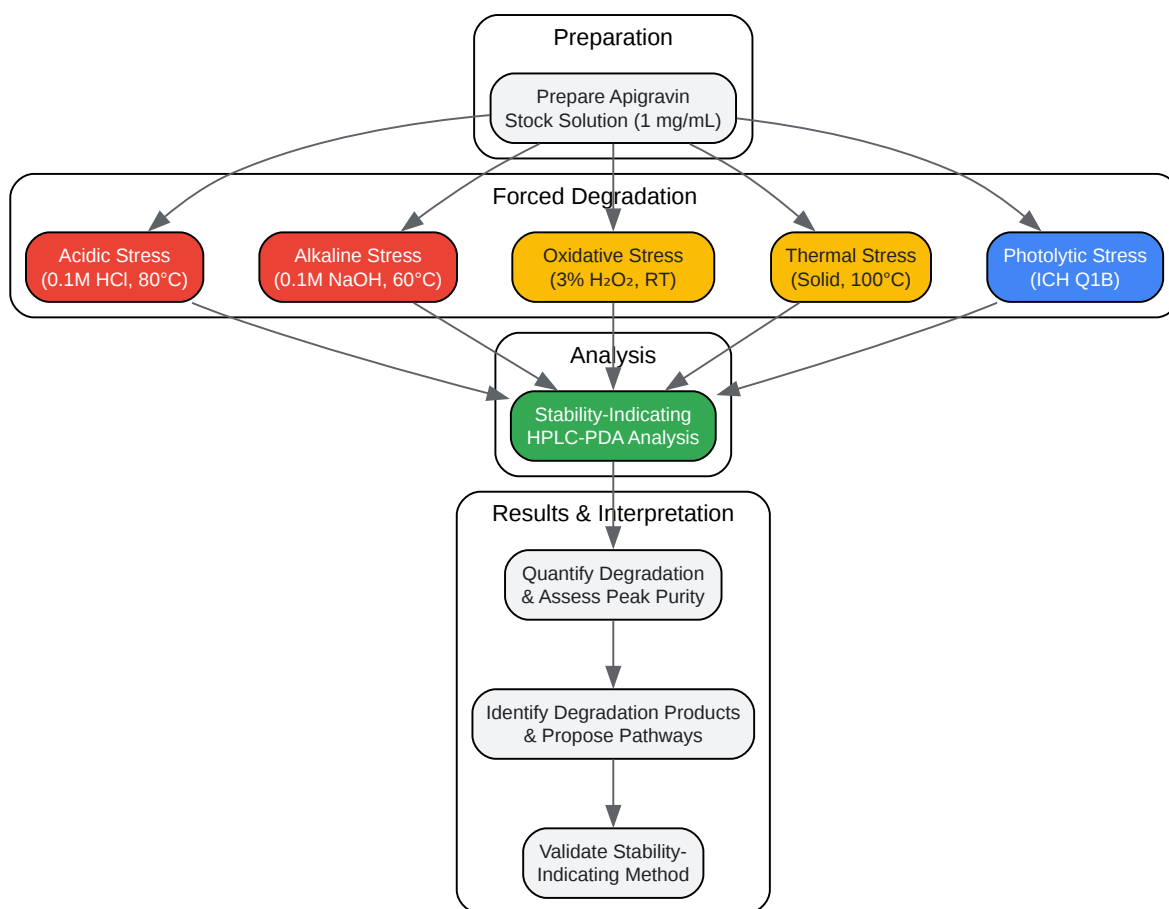 Preparation
Prepare Apigravin
Stock Solution (1 mg/mL)
Forced Degradation
Acidic Stress
(0.1M HCl, 80°C)
Alkaline Stress
(0.1M NaOH, 60°C)
Oxidative Stress
(3% H₂O₂, RT)
Thermal Stress
(Solid, 100°C)
Photolytic Stress
(ICH Q1B)
Analysis
Stability-Indicating
HPLC-PDA Analysis
Results & Interpretation
Quantify Degradation
& Assess Peak Purity
Identify Degradation Products
& Propose Pathways
Validate Stability-
Indicating Method